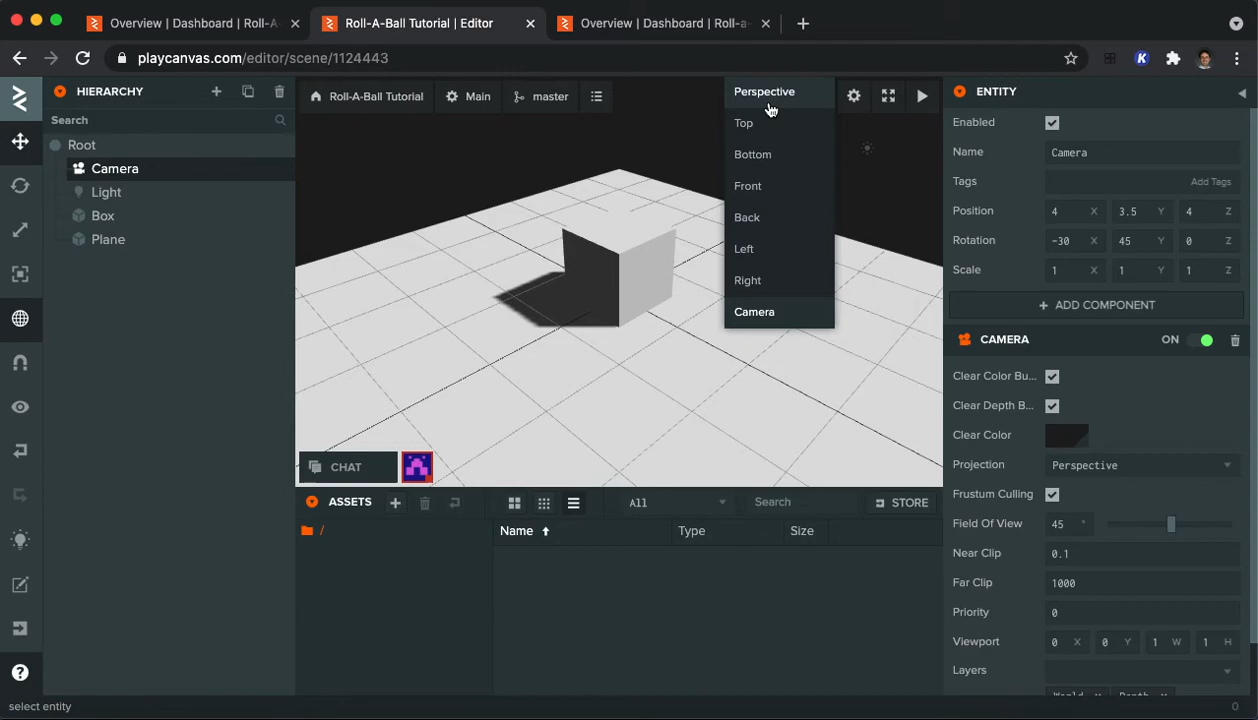 Overview | Dashboard | Roll-A-
Roll-A-Ball Tutorial | Editor
Overview | Dashboard | Roll-a-
playcanvas.com/editor/scene/1124443
HIERARCHY
Search
Root
Camera
Light
Box
Plane
Roll-A-Ball Tutorial
Main
master
Perspective
Top
Bottom
Front
Back
Left
Right
Camera
CHAT
ASSETS
All
Search
STORE
/
Name
Type
Size
ENTITY
Enabled
Name Camera
Tags Add Tags
Position 4 X 3.5 Y 4 Z
Rotation -30 X 45 Y 0 Z
Scale 1 X 1 Y 1 Z
ADD COMPONENT
CAMERA ON
Clear Color Bu...
Clear Depth B...
Clear Color
Projection Perspective
Frustum Culling
Field Of View 45 °
Near Clip 0.1
Far Clip 1000
Priority 0
Viewport 0 X 0 Y 1 W 1 H
Layers
select entity
0